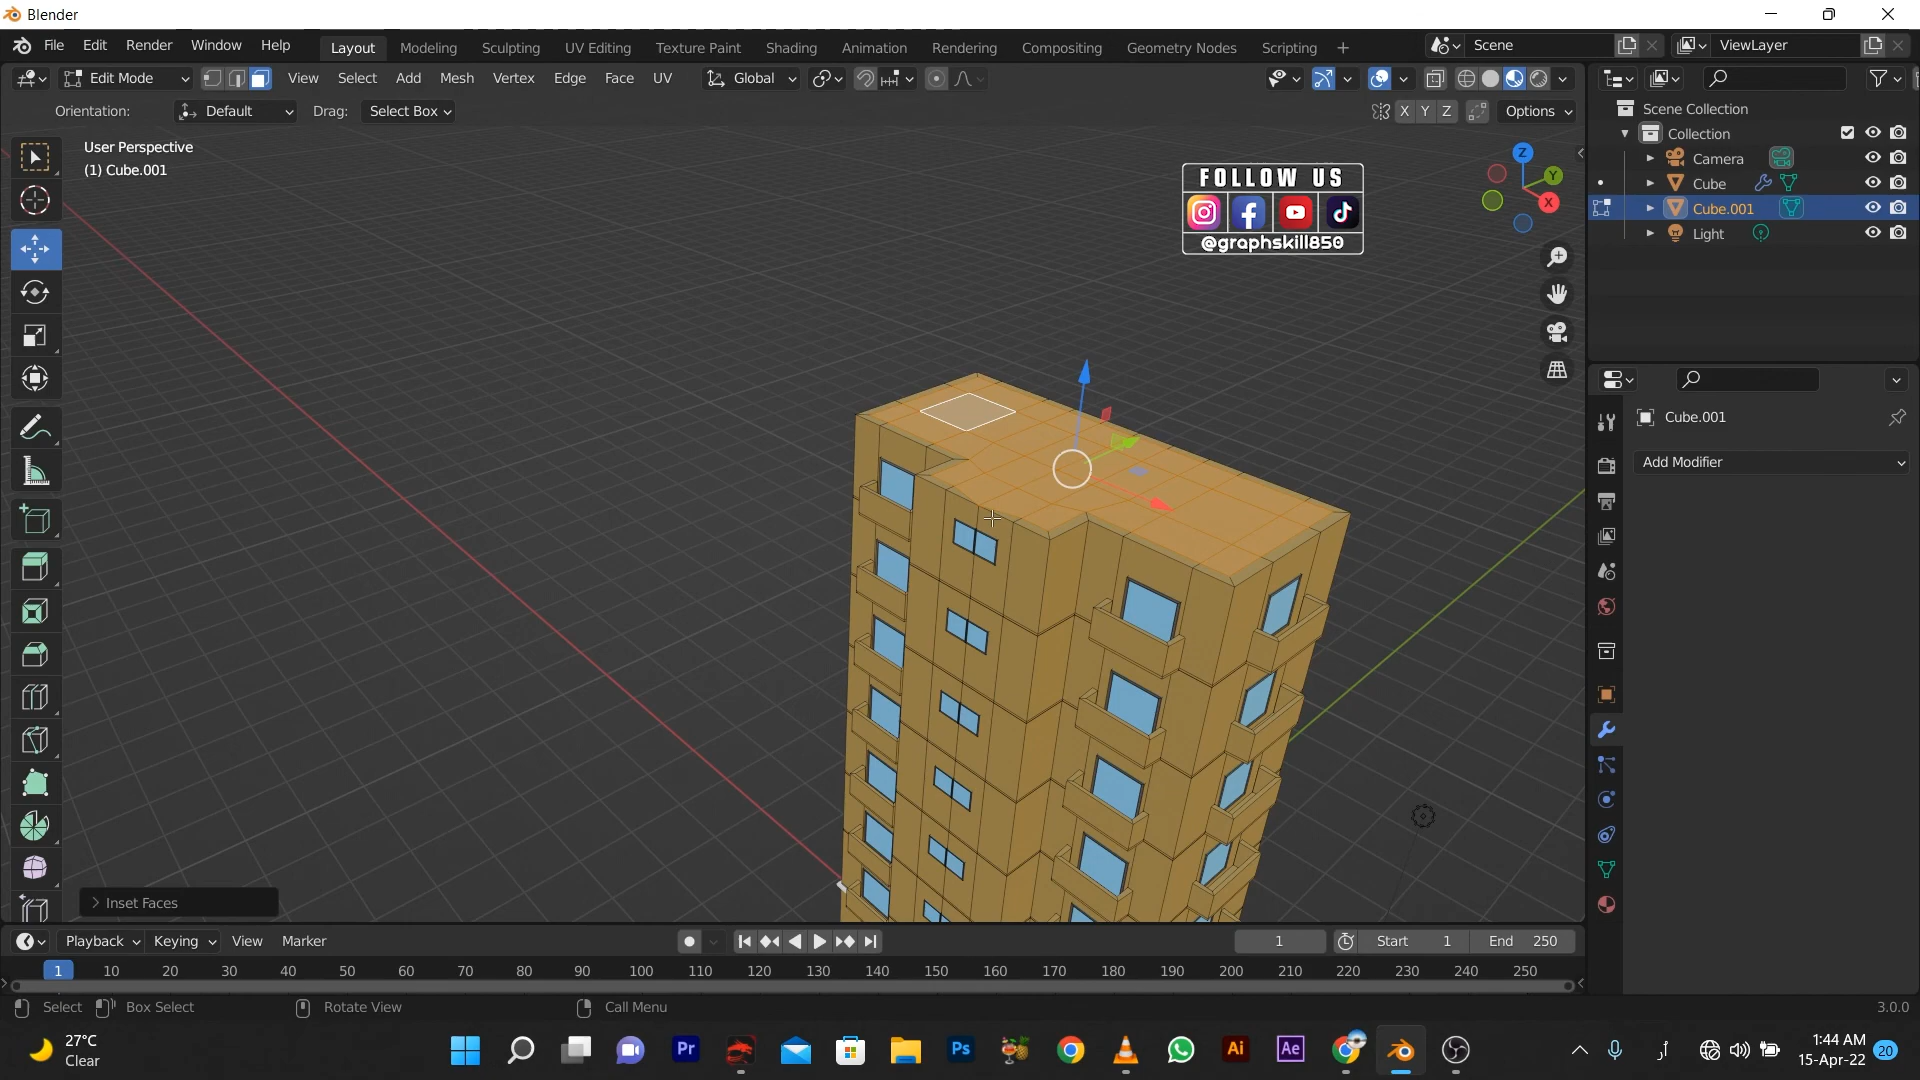 Blender
File Edit Render Window Help Layout Modeling Sculpting UV Editing Texture Paint Shading Animation Rendering Compositing Geometry Nodes Scripting + Scene ViewLayer
Edit Mode View Select Add Mesh Vertex Edge Face UV Global
Orientation: Default Drag: Select Box X Y Z Options
User Perspective
(1) Cube.001
FOLLOW US
@graphskill850
Z
Y
X
Scene Collection
Collection
Camera
Cube
Cube.001
Light
Cube.001
Add Modifier
Inset Faces
Playback Keying View Marker 1 Start 1 End 250
1 10 20 30 40 50 60 70 80 90 100 110 120 130 140 150 160 170 180 190 200 210 220 230 240 250
Select Box Select Rotate View Call Menu 3.0.0
27°C
Clear
Pr Ps Ai Ae
1:44 AM
15-Apr-22 20